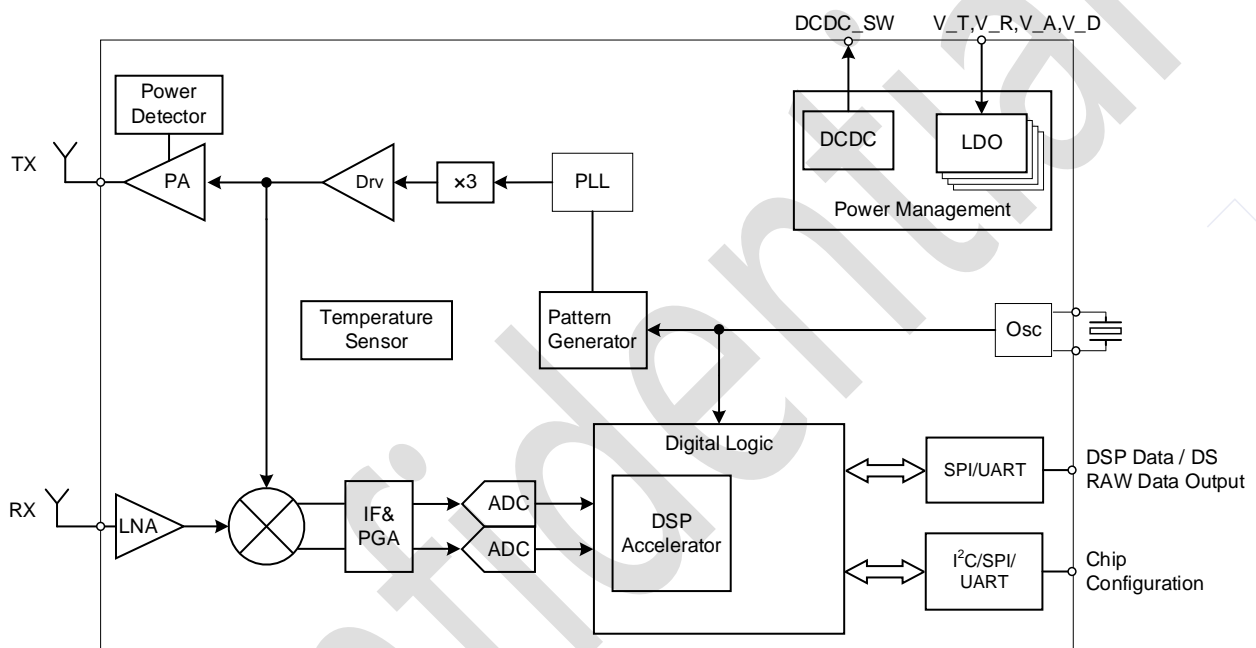 DCDC_SW
V_T,V_R,V_A,V_D
Power
Detector
DCDC
LDO
TX
PA
Drv
×3
PLL
Power Management
Temperature
Sensor
Pattern
Generator
Osc
Digital Logic
SPI/UART
DSP Data / DS
RAW Data Output
RX
LNA
IF&
PGA
ADC
ADC
DSP
Accelerator
I²C/SPI/
UART
Chip
Configuration
fidential